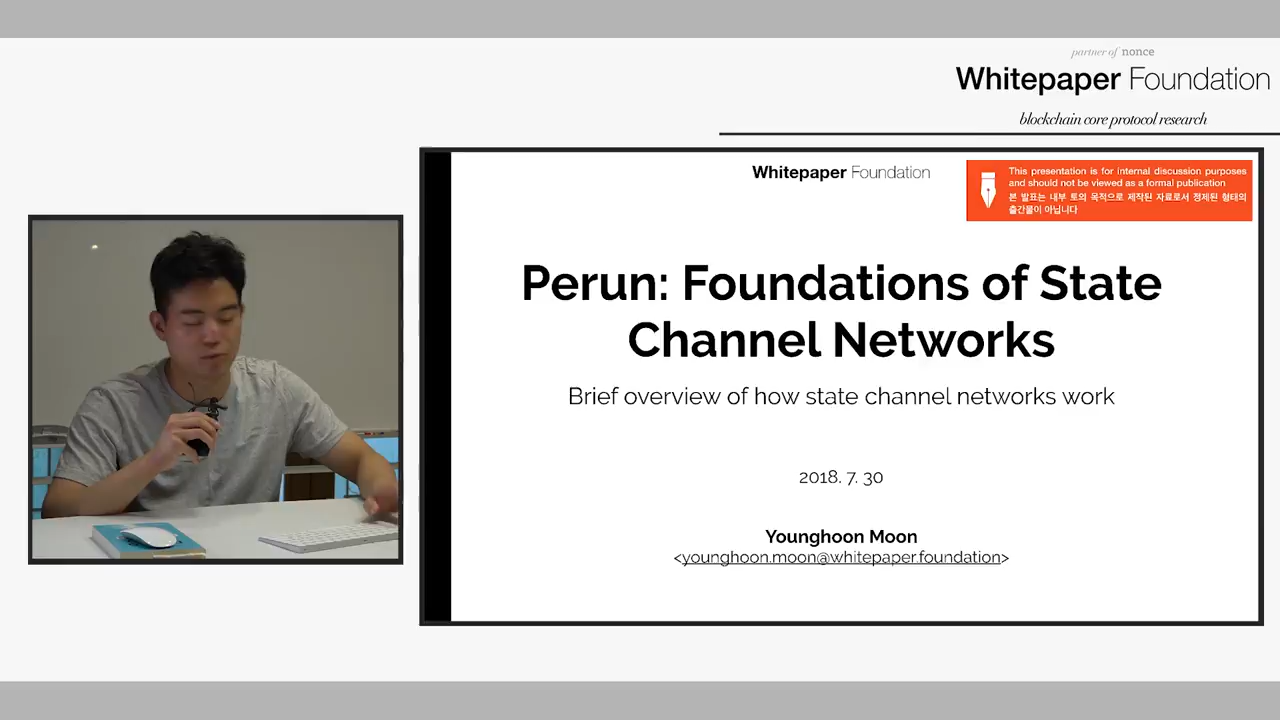 partner of nonce
Whitepaper Foundation
blockchain core protocol research
Whitepaper Foundation
This presentation is for internal discussion purposes
and should not be viewed as a formal publication
본 발표는 내부 토의 목적으로 제작된 자료로서 정제된 형태의
출간물이 아닙니다
Perun: Foundations of State
Channel Networks
Brief overview of how state channel networks work
2018. 7. 30
Younghoon Moon
<younghoon.moon@whitepaper.foundation>